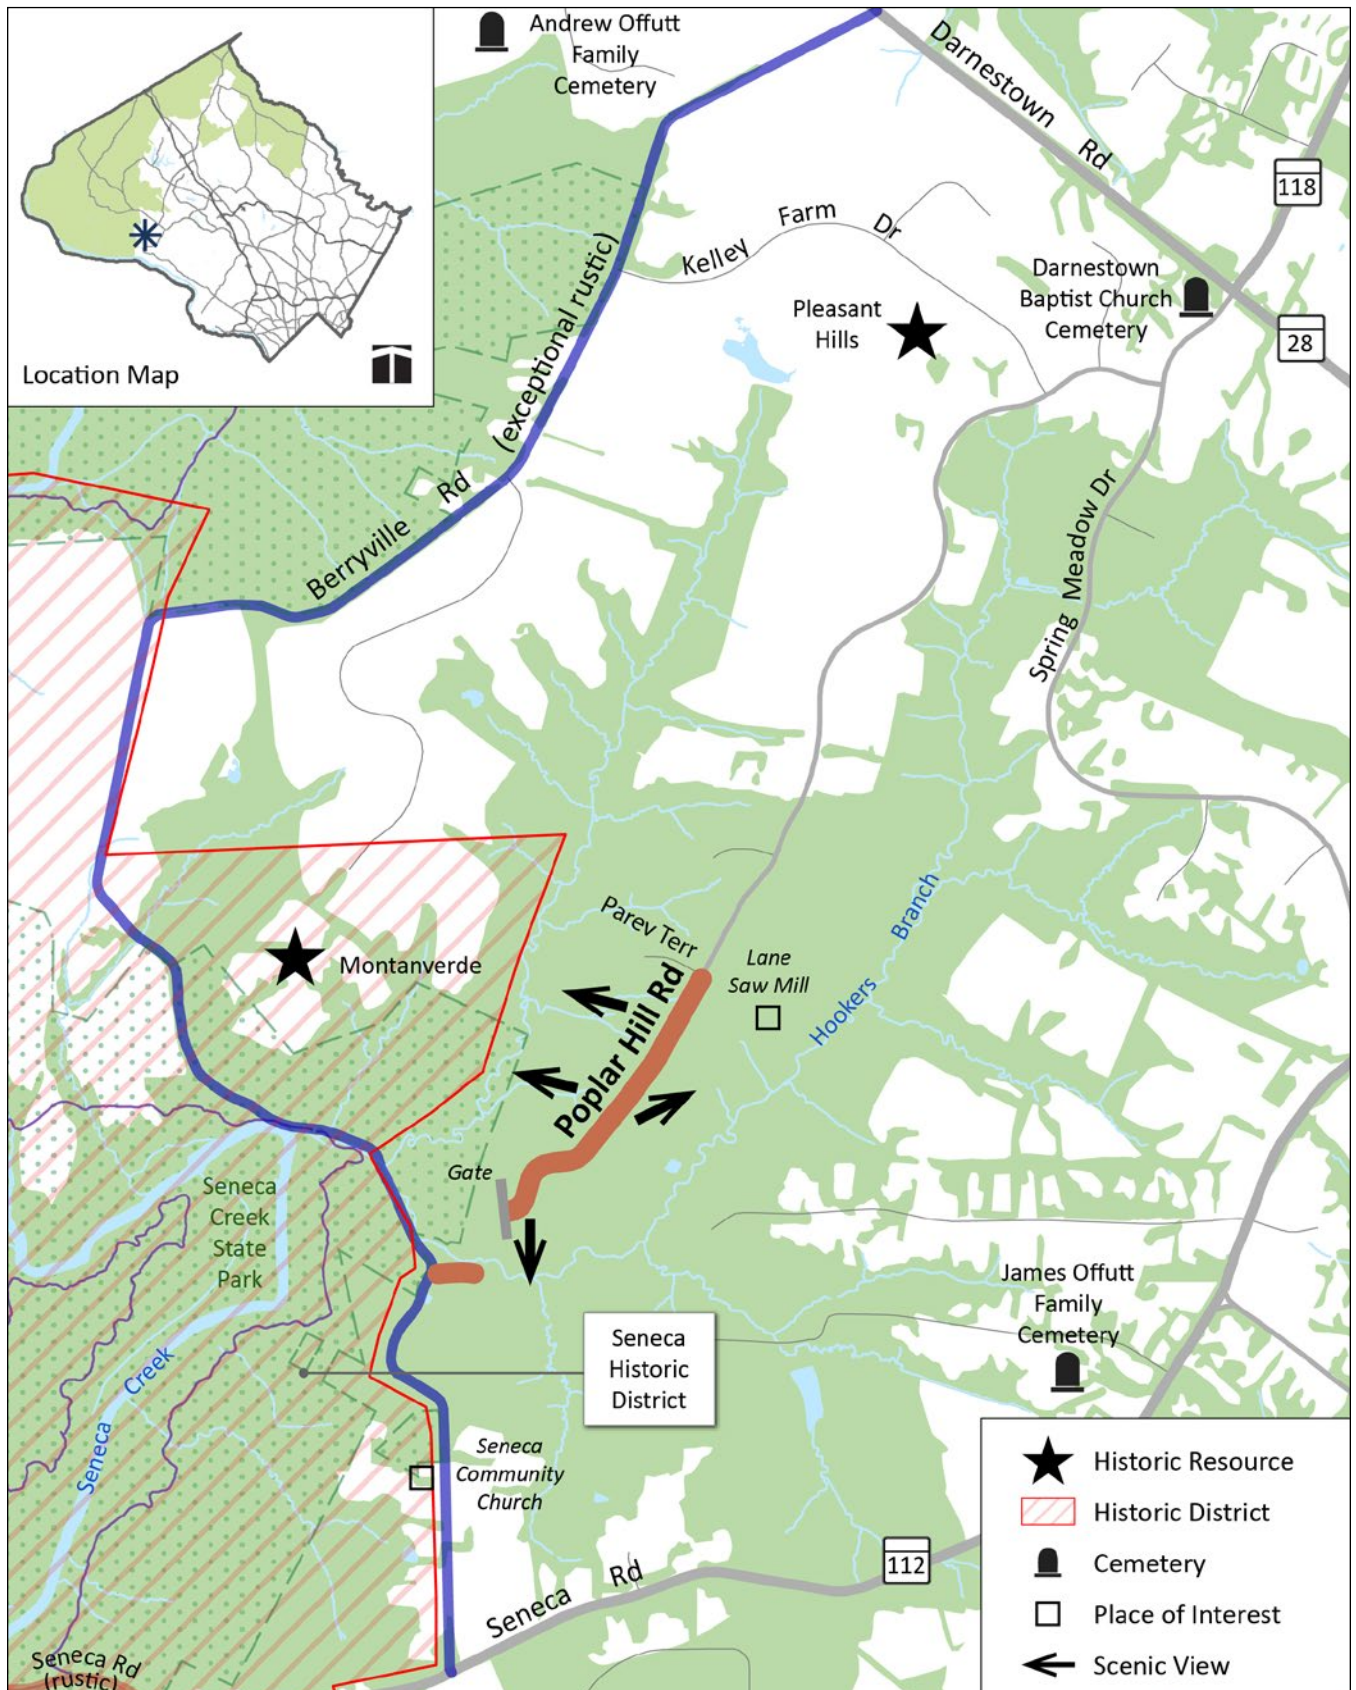 Andrew Offutt
Family
Cemetery
Darnestown
Rd
118
Location Map
Kelley Farm Dr
Darnestown
Baptist Church
Cemetery
28
Pleasant
Hills
Berryville Rd (exceptional rustic)
Spring Meadow Dr
Parev Terr
Poplar Hill Rd
Lane
Saw Mill
Hookers Branch
Montanverde
Gate
Seneca
Creek
State
Park
Seneca Creek
Seneca
Historic
District
James Offutt
Family
Cemetery
Seneca
Community
Church
Seneca Rd
112
Seneca Rd
(rustic)
Historic Resource
Historic District
Cemetery
Place of Interest
Scenic View